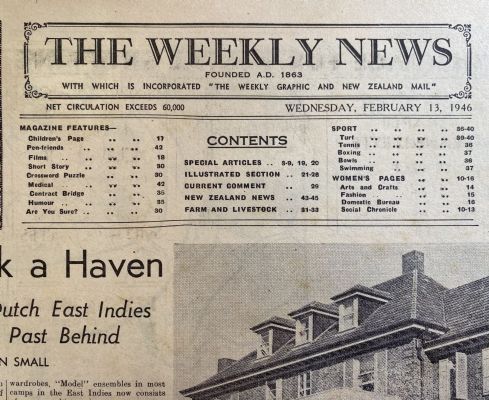 THE WEEKLY NEWS
FOUNDED A.D. 1863
WITH WHICH IS INCORPORATED "THE WEEKLY GRAPHIC AND NEW ZEALAND MAIL"
NET CIRCULATION EXCEEDS 60,000
WEDNESDAY, FEBRUARY 13, 1946
MAGAZINE FEATURES—
Children's Page .. .. 17
Pen-friends .. .. .. 42
Films .. .. .. 18
Short Story .. .. .. 30
Crossword Puzzle .. .. 30
Medical .. .. .. 42
Contract Bridge .. .. 35
Humour .. .. .. 35
Are You Sure? .. .. .. 30
CONTENTS
SPECIAL ARTICLES .. 8-9, 19, 20
ILLUSTRATED SECTION .. 21-28
CURRENT COMMENT .. 29
NEW ZEALAND NEWS .. 43-45
FARM AND LIVESTOCK .. 31-33
SPORT .. .. .. .. 36-40
Turf .. .. .. .. 39-40
Tennis .. .. .. .. 36
Boxing .. .. .. .. 37
Bowls .. .. .. .. 36
Swimming .. .. .. 37
WOMEN'S PAGES .. .. 10-16
Arts and Crafts .. .. 14
Fashion .. .. .. 15
Domestic Bureau .. .. 16
Social Chronicle .. .. 10-13
k a Haven
Dutch East Indies
Past Behind
N SMALL
wardrobes, "Model" ensembles in most
camps in the East Indies now consists